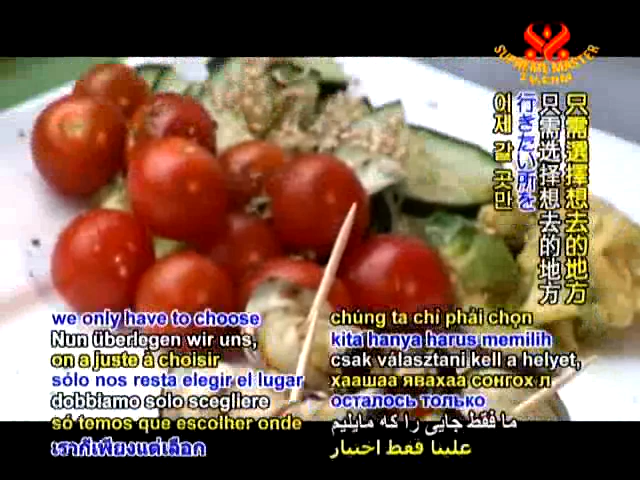 SUPREME MASTER
TV.COM
只需選擇想去的地方
只需选择想去的地方
行きたい所を
어제 갈 곳만
we only have to choose
Nun überlegen wir uns,
on a juste à choisir
sólo nos resta elegir el lugar
dobbiamo solo scegliere
só temos que escolher onde
เราก็เพียงแต่เลือก
chúng ta chỉ phải chọn
kita hanya harus memilih
csak választani kell a helyet,
хаашаа явахаа сонгох л
осталось только
ما فقط جایی را که مایلیم
علينا فقط اختيار